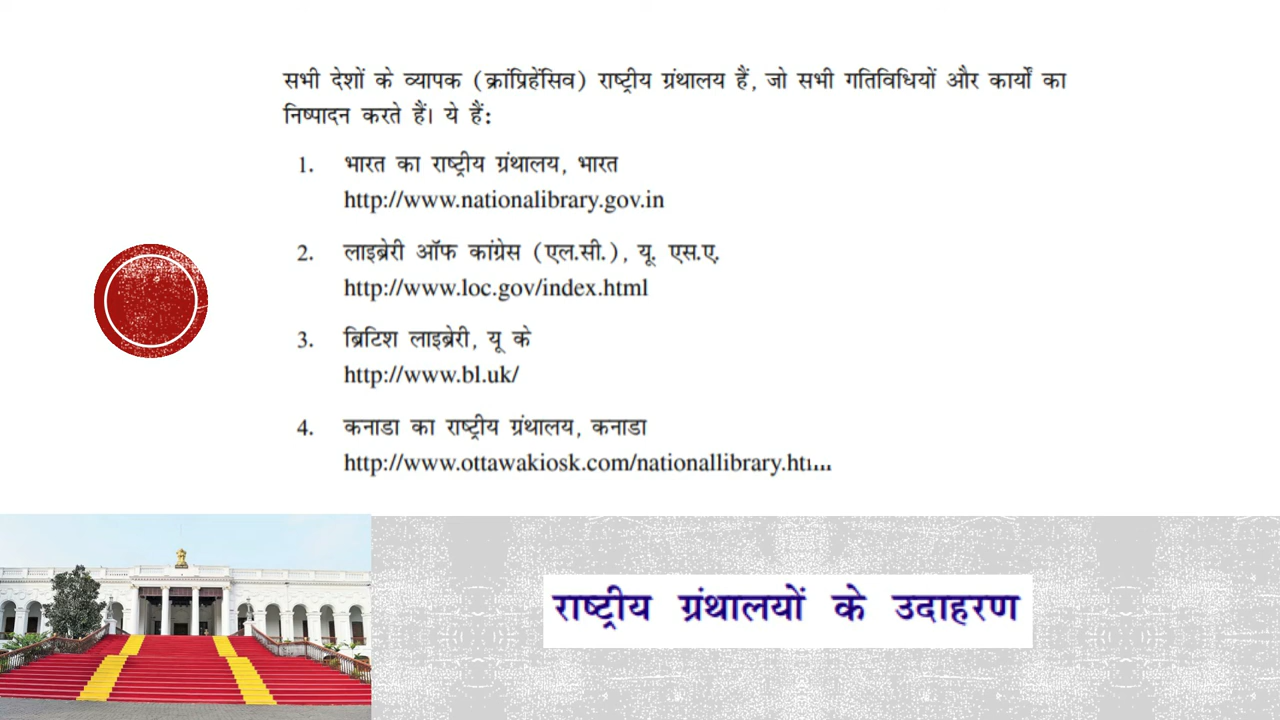 सभी देशों के व्यापक (क्रांप्रिहेंसिव) राष्ट्रीय ग्रंथालय हैं, जो सभी गतिविधियों और कार्यों का
निष्पादन करते हैं। ये हैं:
1. भारत का राष्ट्रीय ग्रंथालय, भारत
http://www.nationalibrary.gov.in
2. लाइब्रेरी ऑफ कांग्रेस (एल.सी.), यू. एस.ए.
http://www.loc.gov/index.html
3. ब्रिटिश लाइब्रेरी, यू के
http://www.bl.uk/
4. कनाडा का राष्ट्रीय ग्रंथालय, कनाडा
http://www.ottawakiosk.com/nationallibrary.ht
राष्ट्रीय ग्रंथालयों के उदाहरण